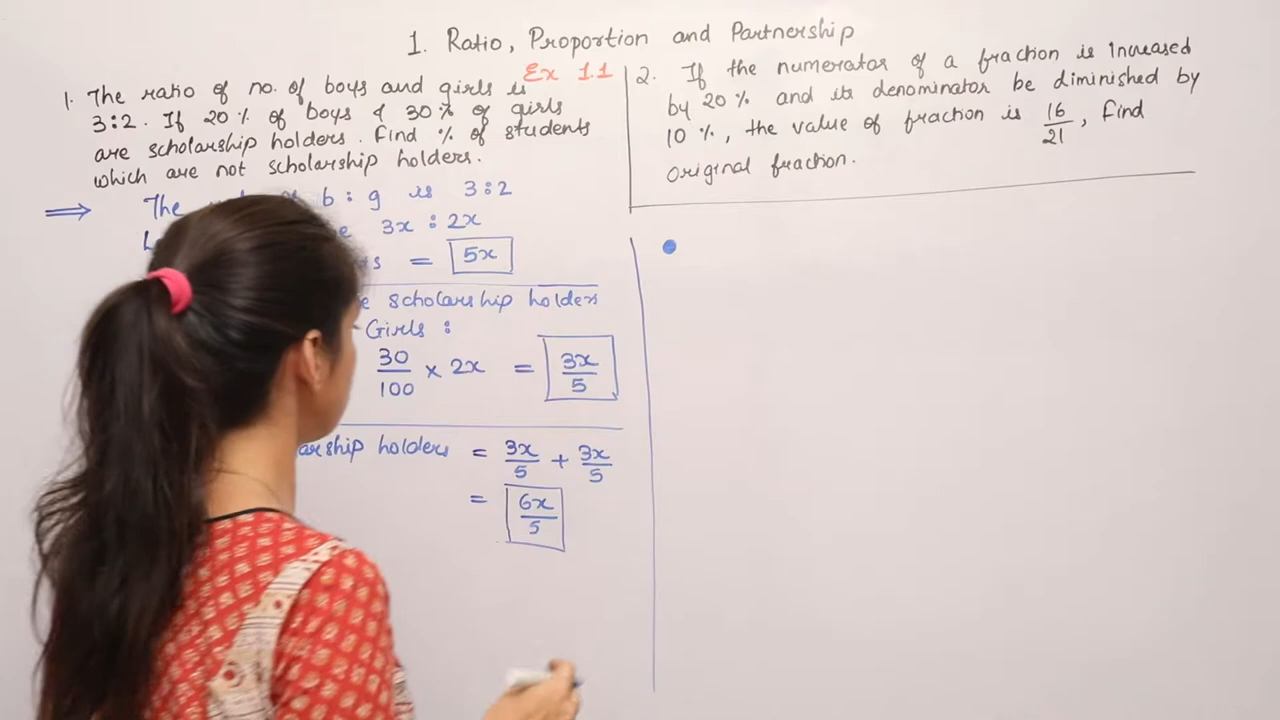 1. Ratio, Proportion and Partnership
Ex 1.1
1. The ratio of no. of boys and girls is
3:2. If 20% of boys & 30% of girls
are scholarship holders. Find % of students
which are not scholarship holders.
⇒ The b : g is 3:2
3x : 2x
= 5x
scholarship holders
Girls :
30/100 × 2x = 3x/5
holders = 3x/5 + 3x/5
= 6x/5
2. If the numerator of a fraction is increased
by 20% and its denominator be diminished by
10%, the value of fraction is 16/21, find
original fraction.